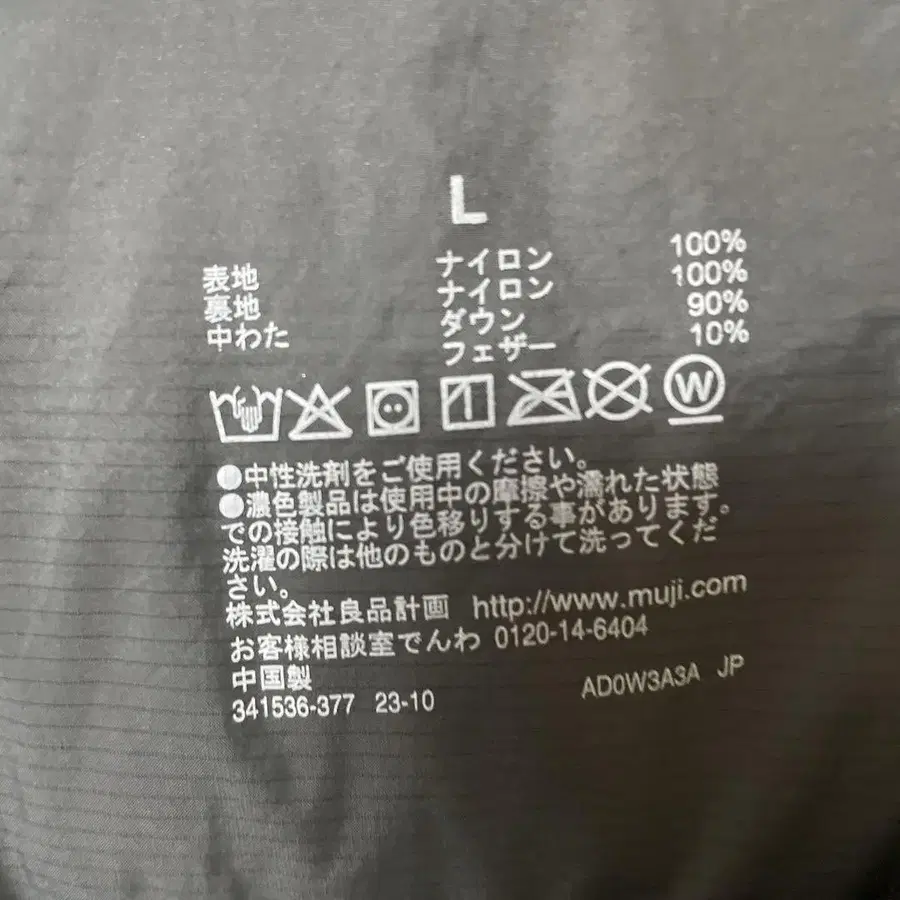 L
表地 ナイロン 100%
裏地 ナイロン 100%
中わた ダウン 90%
フェザー 10%
W
●中性洗剤をご使用ください。
●濃色製品は使用中の摩擦や濡れた状態
での接触により色移りする事があります。
洗濯の際は他のものと分けて洗ってくだ
さい。
株式会社良品計画 http://www.muji.com
お客様相談室でんわ 0120-14-6404
中国製
341536-377 23-10 AD0W3A3A JP